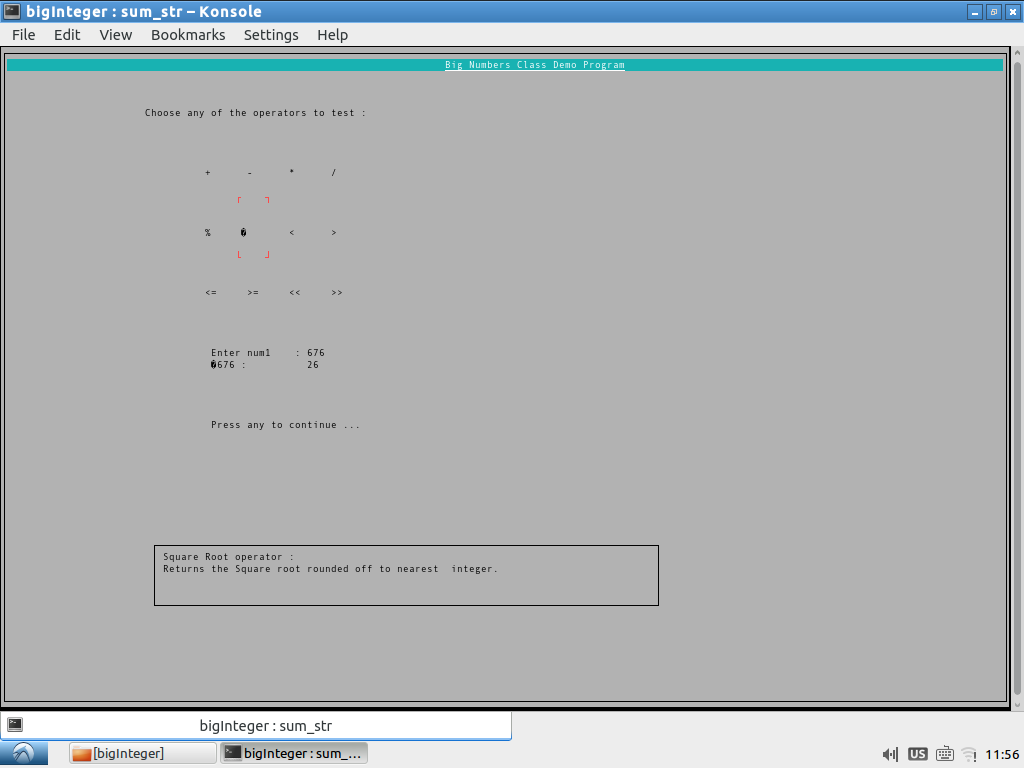 bigInteger : sum_str – Konsole
File Edit View Bookmarks Settings Help
Big Numbers Class Demo Program
Choose any of the operators to test :
+ - * /
% � < >
<= >= << >>
Enter num1 : 676
�676 : 26
Press any to continue ...
Square Root operator :
Returns the Square root rounded off to nearest integer.
bigInteger : sum_str
[bigInteger] bigInteger : sum_... US 11:56